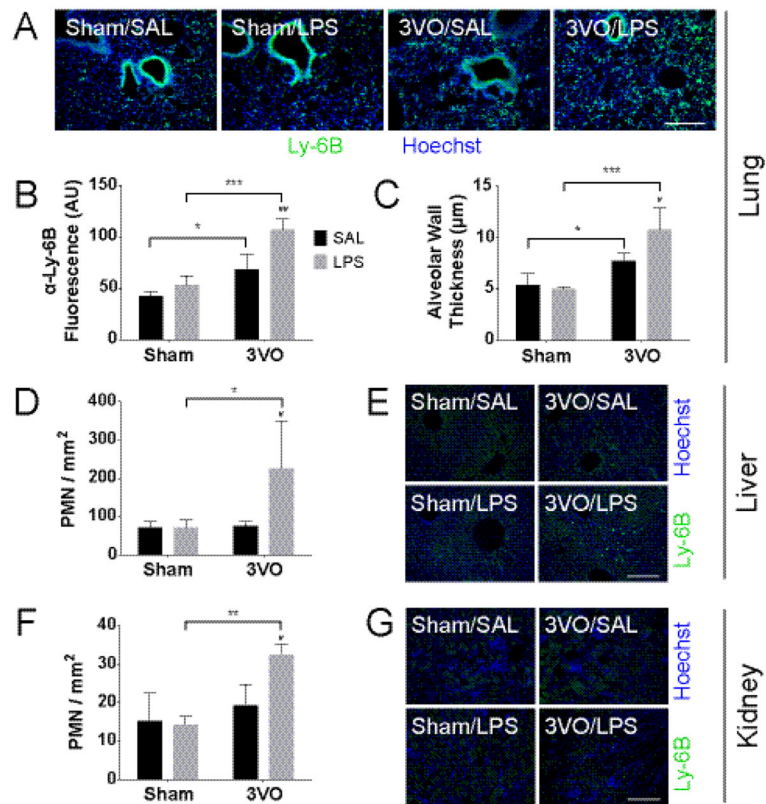 A
Sham/SAL
Sham/LPS
3VO/SAL
3VO/LPS
Ly-6B Hoechst
Lung
B
α-Ly-6B
Fluorescence (AU)
150
100
50
0
*
***
##
Sham
3VO
SAL
LPS
C
Alveolar Wall
Thickness (µm)
15
10
5
0
*
***
#
Sham
3VO
D
PMN / mm²
400
300
200
100
0
*
#
Sham
3VO
E
Sham/SAL
3VO/SAL
Sham/LPS
3VO/LPS
Hoechst
Ly-6B
Liver
F
PMN / mm²
40
30
20
10
0
**
#
Sham
3VO
G
Sham/SAL
3VO/SAL
Sham/LPS
3VO/LPS
Hoechst
Ly-6B
Kidney